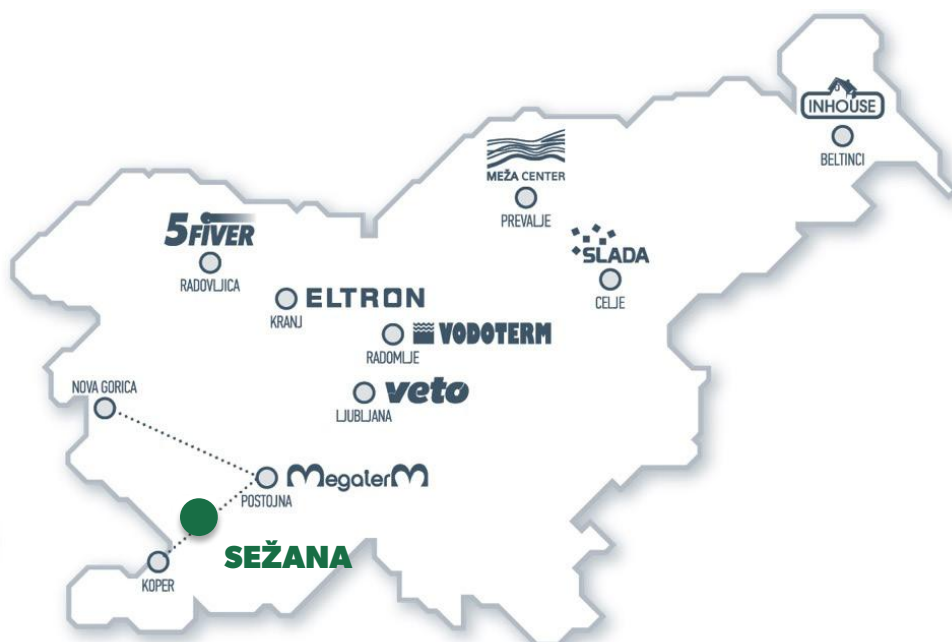 INHOUSE
BELTINCI
MEŽA CENTER
PREVALJE
5FIVER
RADOVLJICA
SLADA
CELJE
ELTRON
KRANJ
VODOTERM
RADOMLJE
NOVA GORICA
veto
LJUBLJANA
MegaterM
POSTOJNA
SEŽANA
KOPER